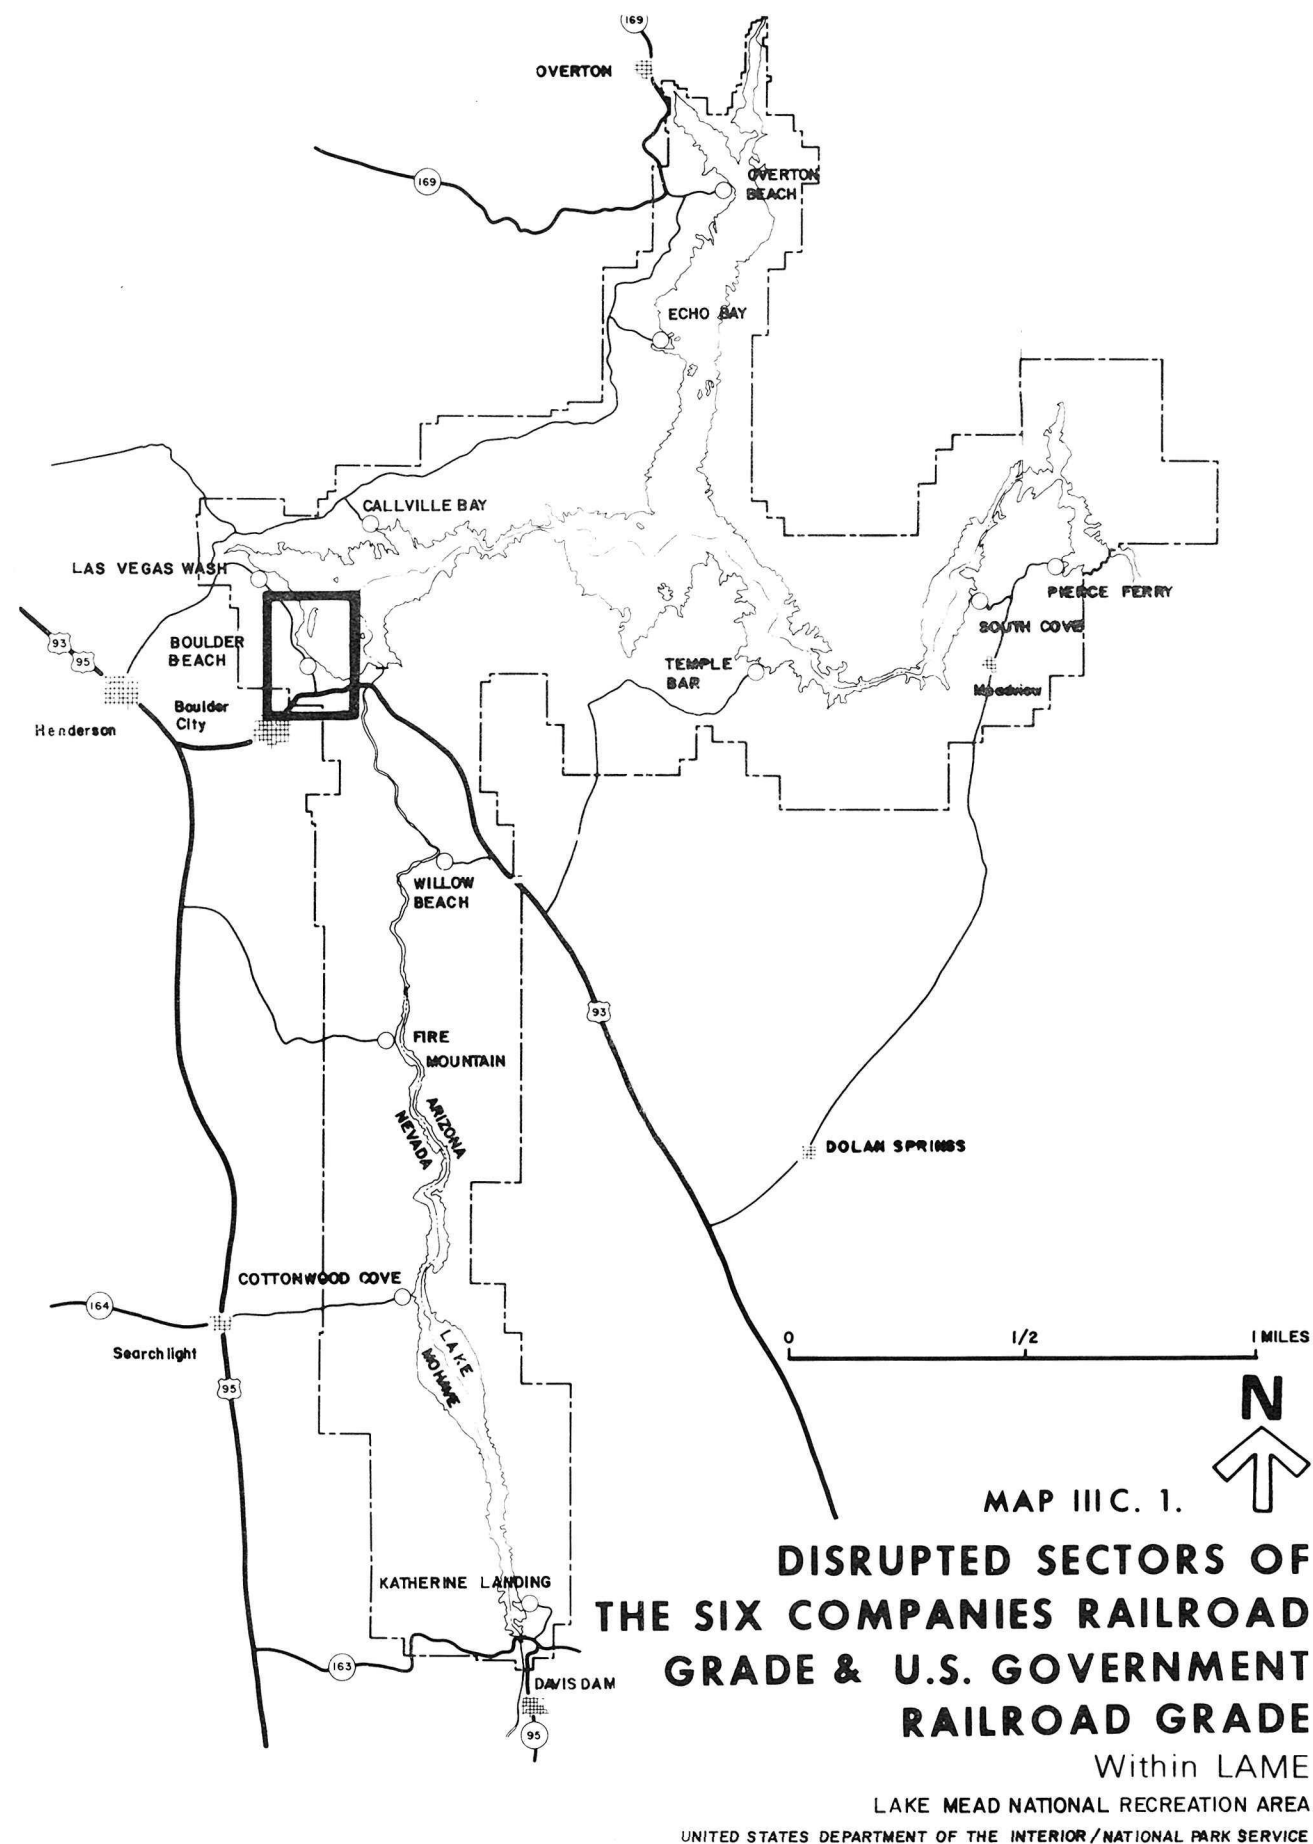 169
OVERTON
169
OVERTON
BEACH
ECHO BAY
CALLVILLE BAY
LAS VEGAS WASH
PIERCE FERRY
SOUTH COVE
93
95
BOULDER
BEACH
TEMPLE
BAR
Meadview
Boulder
City
Henderson
WILLOW
BEACH
93
FIRE
MOUNTAIN
ARIZONA
NEVADA
DOLAN SPRINGS
COTTONWOOD COVE
164
Searchlight
LAKE
MOHAVE
0 1/2 1 MILES
95
N
MAP III C. 1.
DISRUPTED SECTORS OF
THE SIX COMPANIES RAILROAD
GRADE & U.S. GOVERNMENT
RAILROAD GRADE
KATHERINE LANDING
163
DAVIS DAM
95
Within LAME
LAKE MEAD NATIONAL RECREATION AREA
UNITED STATES DEPARTMENT OF THE INTERIOR/NATIONAL PARK SERVICE